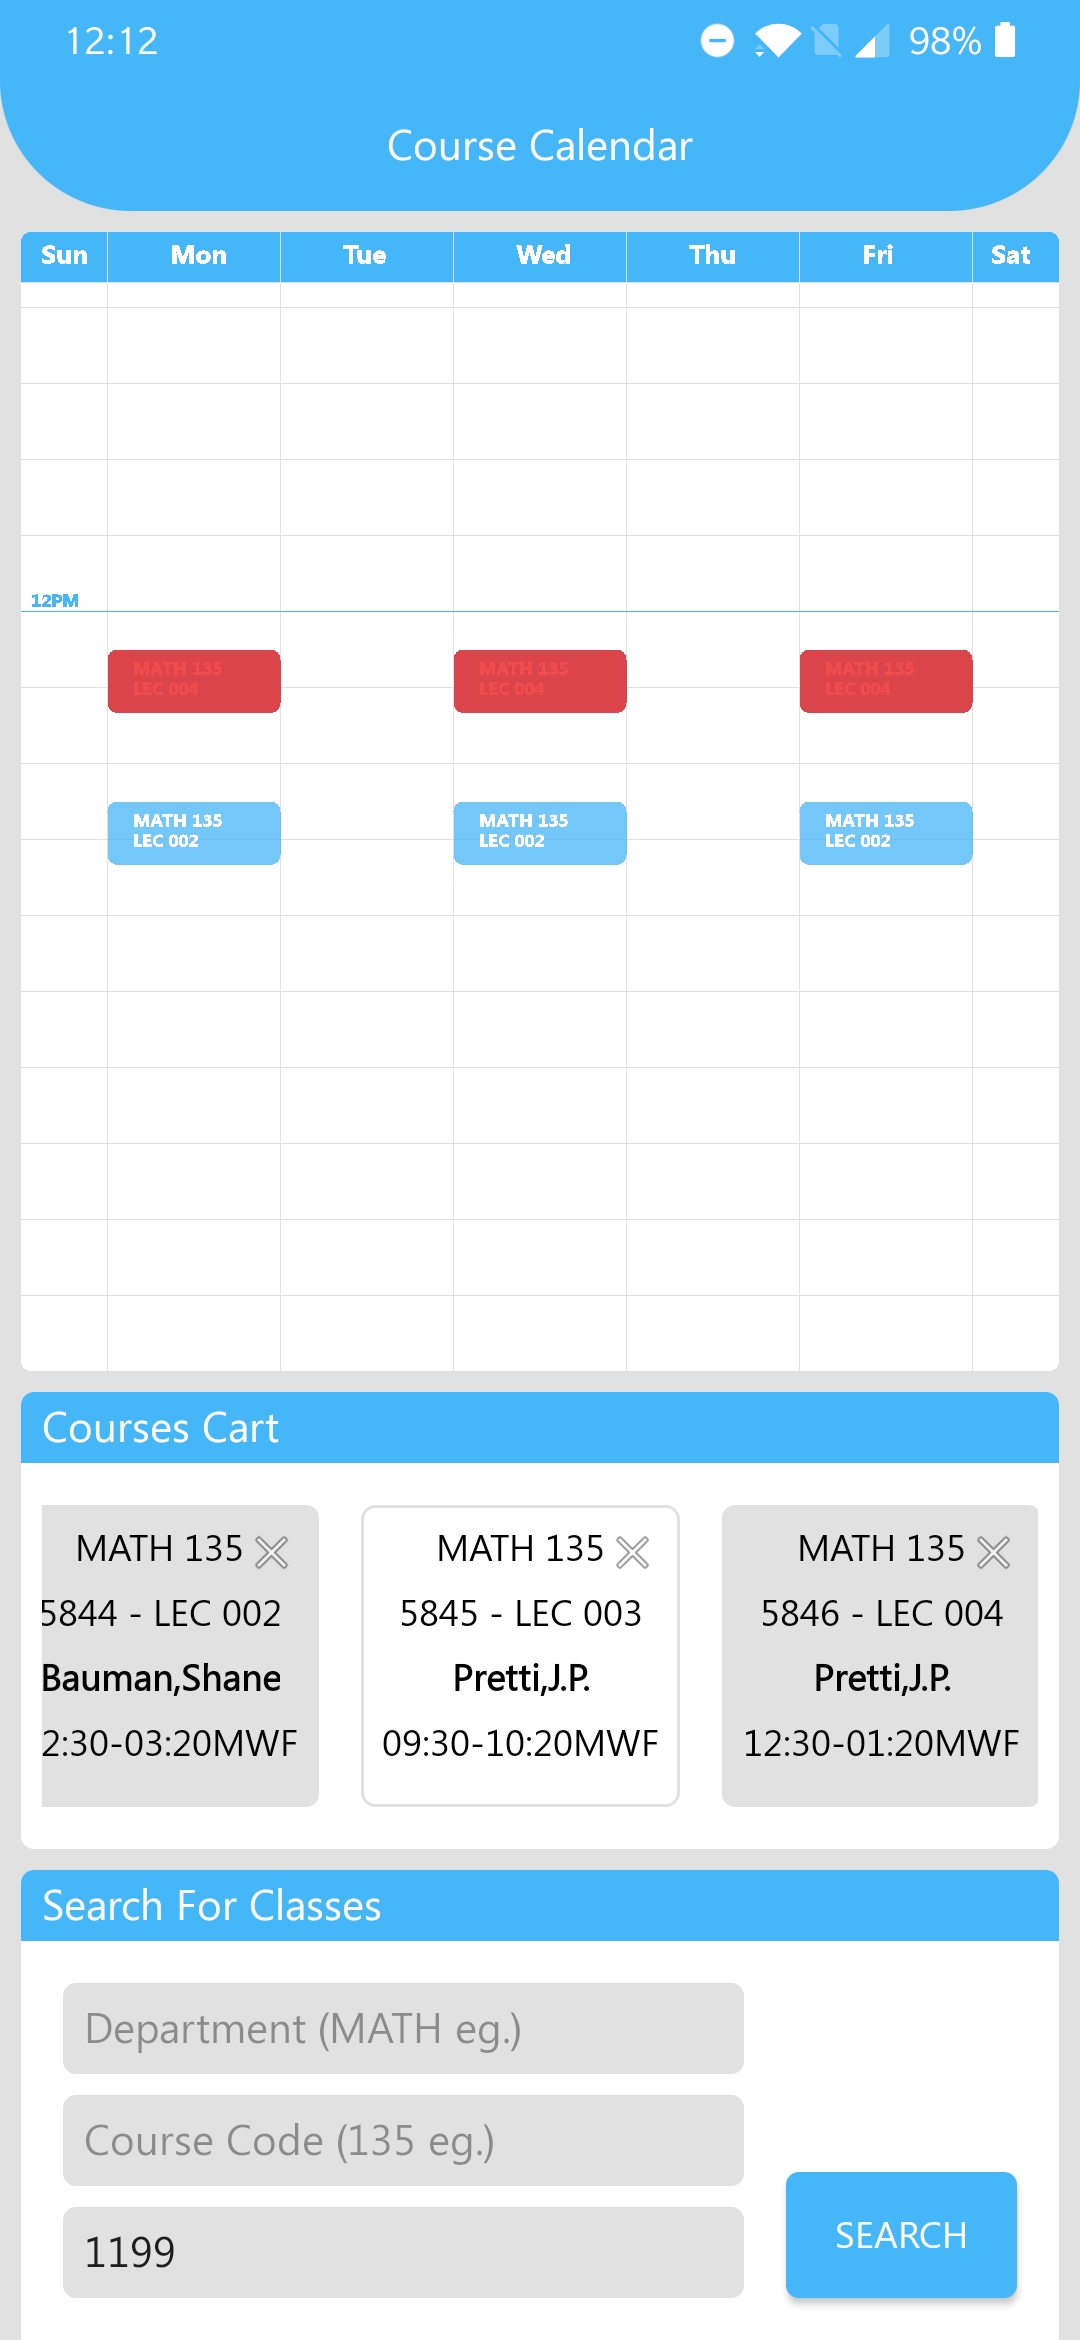 12:12
98%
Course Calendar
Sun Mon Tue Wed Thu Fri Sat
12PM
MATH 135 MATH 135 MATH 135
LEC 004 LEC 004 LEC 004
MATH 135 MATH 135 MATH 135
LEC 002 LEC 002 LEC 002
Courses Cart
MATH 135
5844 - LEC 002
Bauman,Shane
2:30-03:20MWF
MATH 135
5845 - LEC 003
Pretti,J.P.
09:30-10:20MWF
MATH 135
5846 - LEC 004
Pretti,J.P.
12:30-01:20MWF
Search For Classes
Department (MATH eg.)
Course Code (135 eg.)
1199
SEARCH